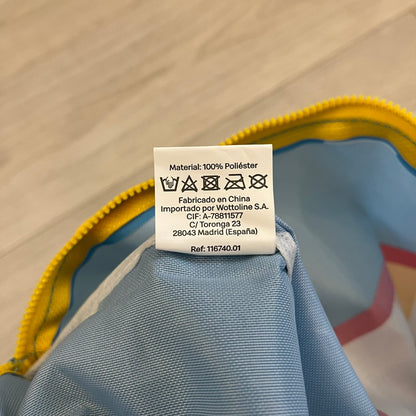 Material: 100% Poliéster
Fabricado en China
Importado por Wottoline S.A.
CIF: A-78811577
C/ Toronga 23
28043 Madrid (España)
Ref: 116740.01